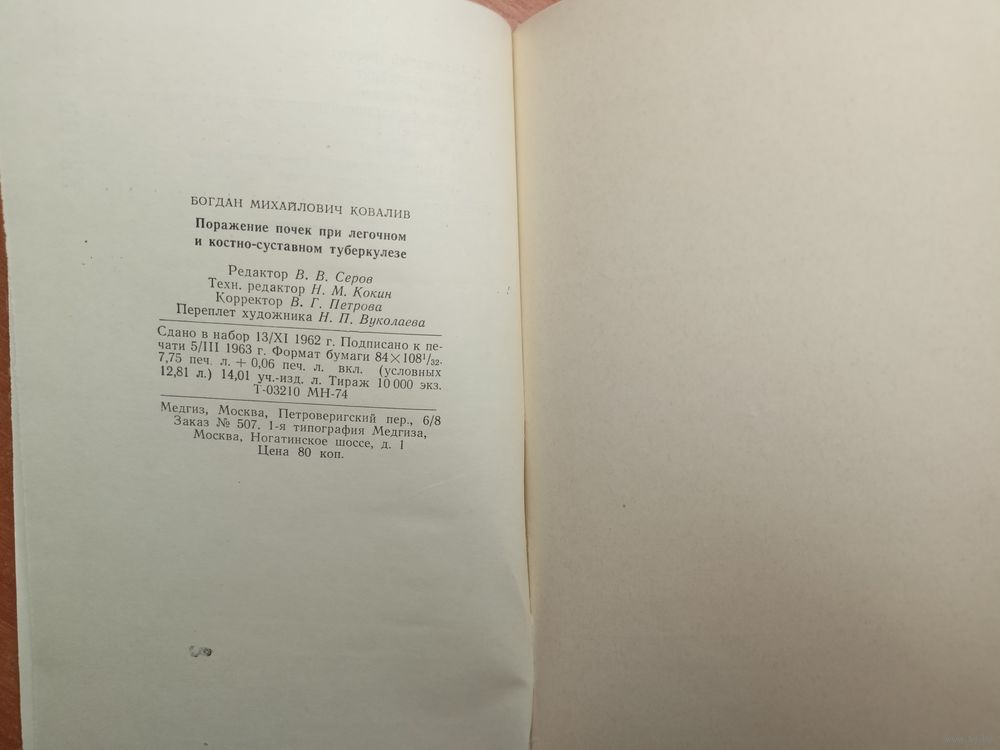 БОГДАН МИХАЙЛОВИЧ КОВАЛИВ
Поражение почек при легочном
и костно-суставном туберкулезе
Редактор В. В. Серов
Техн. редактор Н. М. Кокин
Корректор В. Г. Петрова
Переплет художника Н. П. Вуколаева
Сдано в набор 13/XI 1962 г. Подписано к пе-
чати 5/III 1963 г. Формат бумаги 84×108¹/₃₂.
7,75 печ. л. + 0,06 печ. л. вкл. (условных
12,81 л.) 14,01 уч.-изд. л. Тираж 10 000 экз.
Т-03210 МН-74
Медгиз, Москва, Петроверигский пер., 6/8
Заказ № 507. 1-я типография Медгиза,
Москва, Ногатинское шоссе, д. 1
Цена 80 коп.